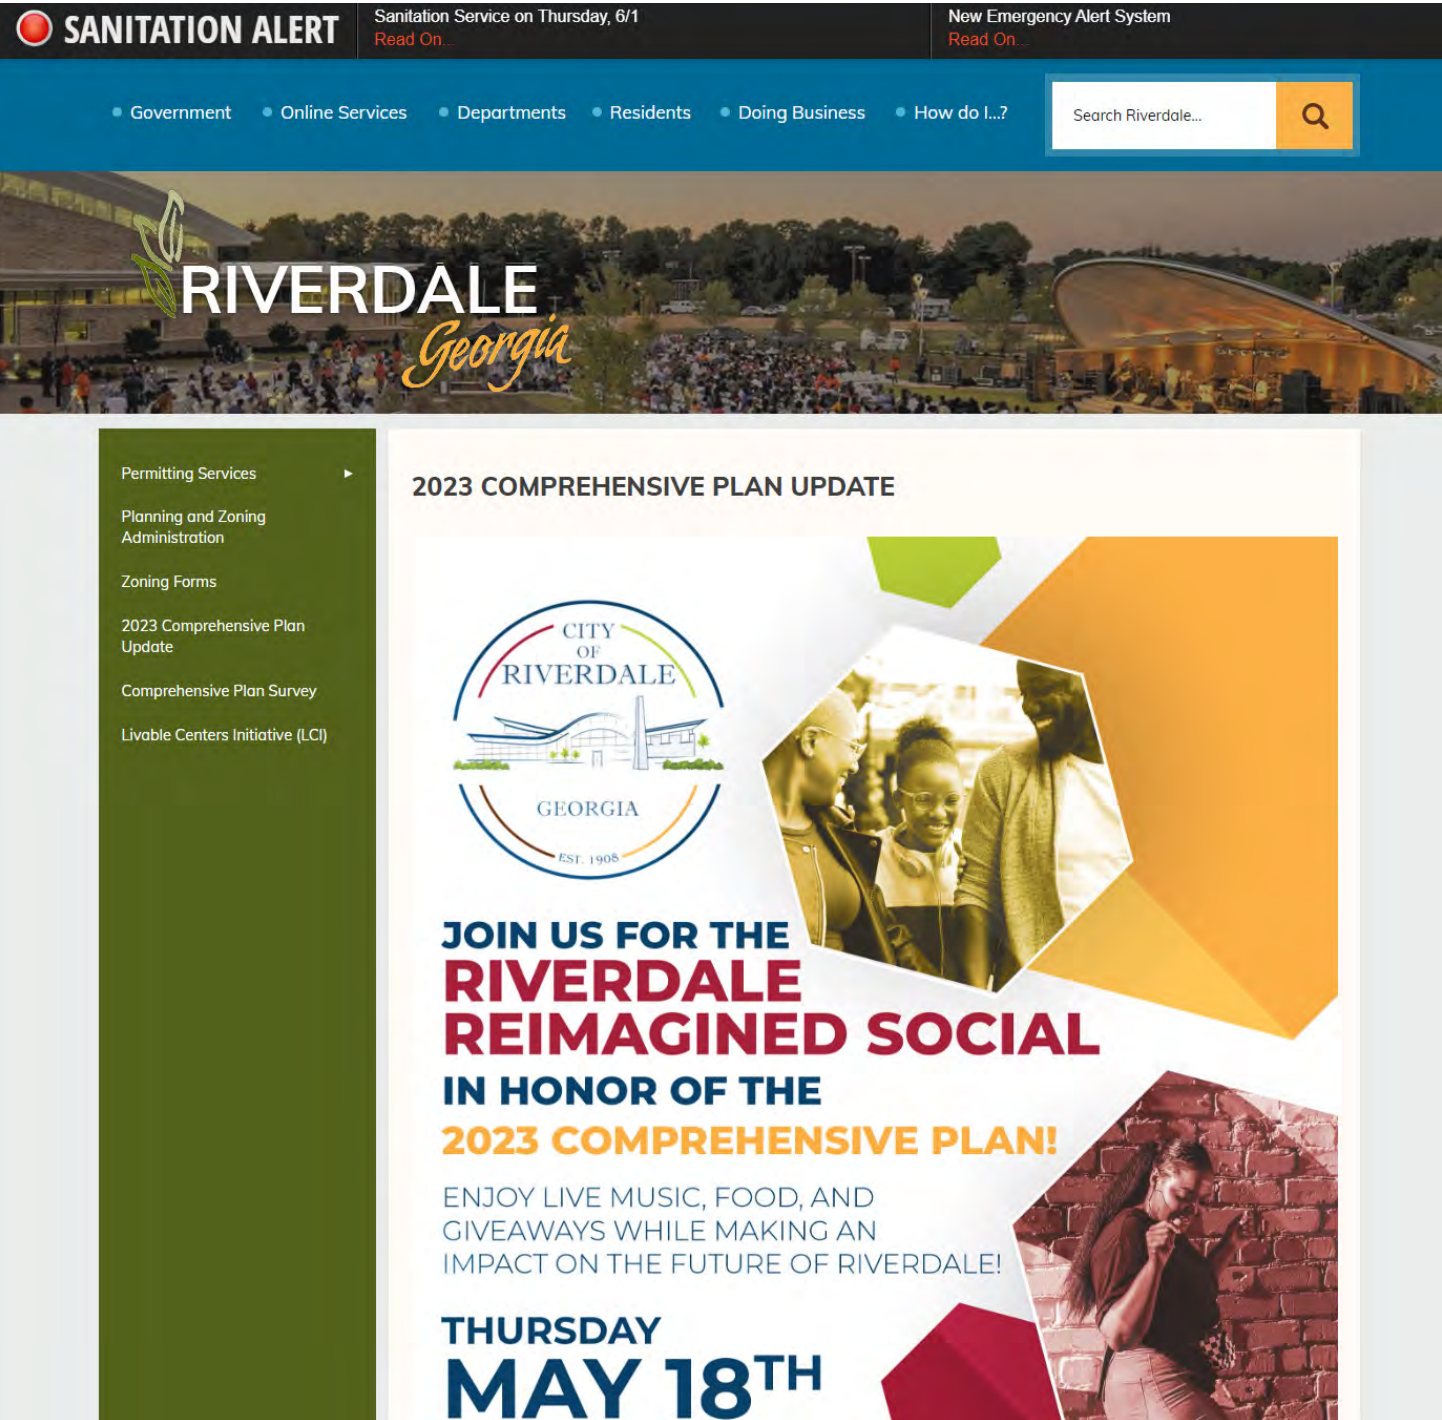 SANITATION ALERT
Sanitation Service on Thursday, 6/1
Read On...
New Emergency Alert System
Read On...
Government
Online Services
Departments
Residents
Doing Business
How do I...?
Search Riverdale...
RIVERDALE
Georgia
Permitting Services
Planning and Zoning
Administration
Zoning Forms
2023 Comprehensive Plan
Update
Comprehensive Plan Survey
Livable Centers Initiative (LCI)
2023 COMPREHENSIVE PLAN UPDATE
CITY
OF
RIVERDALE
GEORGIA
EST. 1908
JOIN US FOR THE
RIVERDALE
REIMAGINED SOCIAL
IN HONOR OF THE
2023 COMPREHENSIVE PLAN!
ENJOY LIVE MUSIC, FOOD, AND
GIVEAWAYS WHILE MAKING AN
IMPACT ON THE FUTURE OF RIVERDALE!
THURSDAY
MAY 18TH